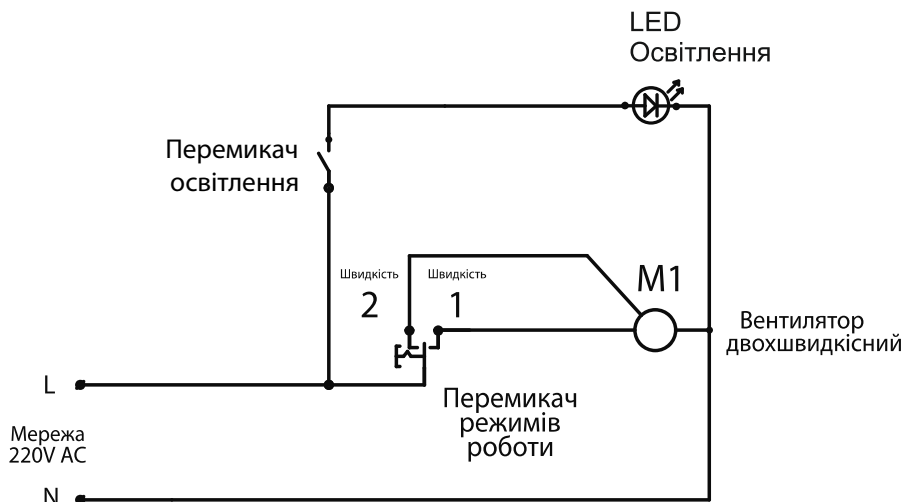 LED
Освітлення
Перемикач
освітлення
Швидкість
2
Швидкість
1
M1
Вентилятор
двохшвидкісний
L
Перемикач
режимів
роботи
Мережа
220V AC
N